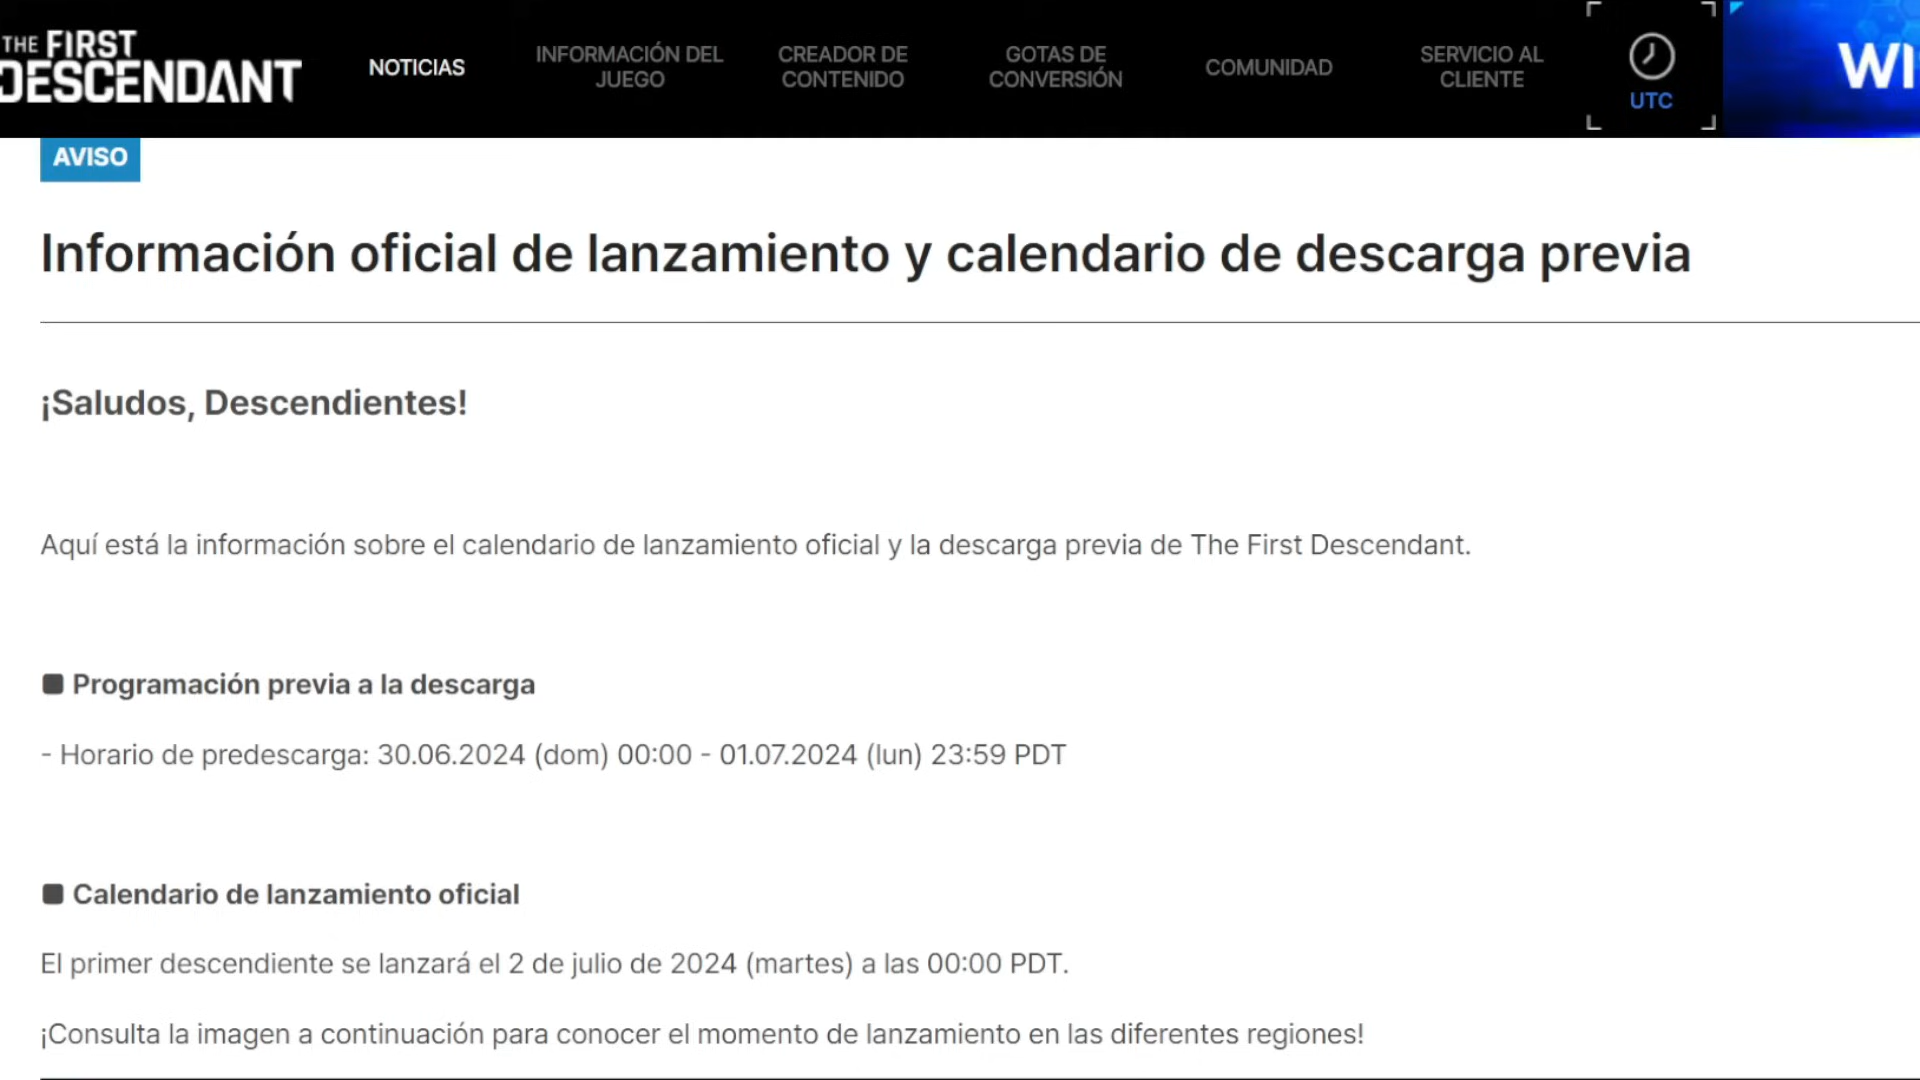 THE FIRST
DESCENDANT
NOTICIAS
INFORMACIÓN DEL
JUEGO
CREADOR DE
CONTENIDO
GOTAS DE
CONVERSIÓN
COMUNIDAD
SERVICIO AL
CLIENTE
UTC
WI
AVISO
Información oficial de lanzamiento y calendario de descarga previa
¡Saludos, Descendientes!
Aquí está la información sobre el calendario de lanzamiento oficial y la descarga previa de The First Descendant.
■ Programación previa a la descarga
- Horario de predescarga: 30.06.2024 (dom) 00:00 - 01.07.2024 (lun) 23:59 PDT
■ Calendario de lanzamiento oficial
El primer descendiente se lanzará el 2 de julio de 2024 (martes) a las 00:00 PDT.
¡Consulta la imagen a continuación para conocer el momento de lanzamiento en las diferentes regiones!